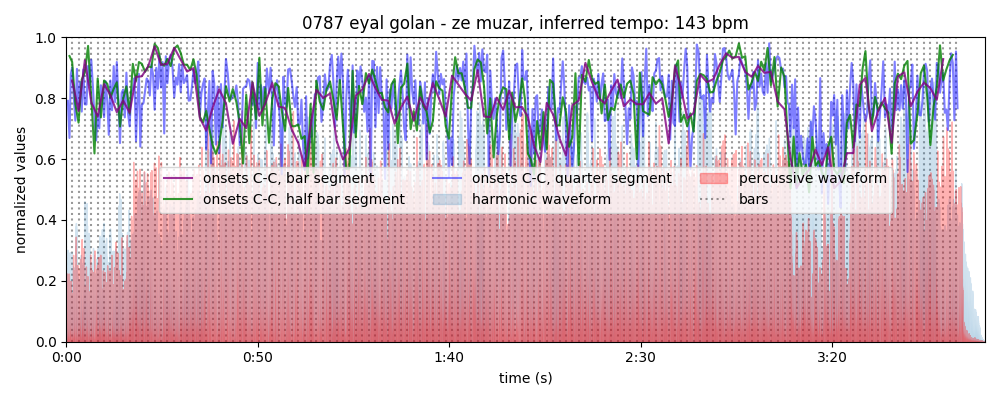 0787 eyal golan - ze muzar, inferred tempo: 143 bpm
1.0
0.8
0.6
0.4
0.2
0.0
normalized values
onsets C-C, bar segment
onsets C-C, half bar segment
onsets C-C, quarter segment
harmonic waveform
percussive waveform
bars
0:00 0:50 1:40 2:30 3:20
time (s)